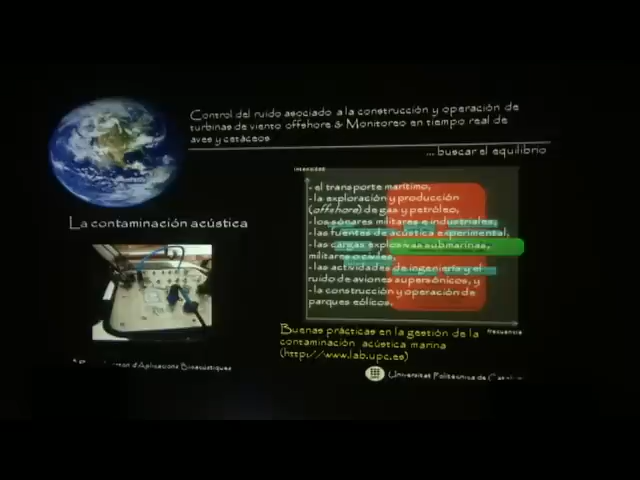 Control del ruido asociado a la construcción y operación de
turbinas de viento offshore & Monitoreo en tiempo real de
aves y cetáceos
...buscar el equilibrio
La contaminación acústica
intensidad
- el transporte marítimo,
- la exploración y producción
(offshore) de gas y petróleo,
- los sónares militares e industriales,
- las fuentes de acústica experimental,
- las cargas explosivas submarinas,
militares o civiles,
- las actividades de ingeniería y el
ruido de aviones supersónicos, y
- la construcción y operación de
parques eólicos,
frecuencia
Buenas prácticas en la gestión de la
contaminación acústica marina
(http://www.lab.upc.es)
d'Aplicacions Bioacústiques
Universitat Politècnica de